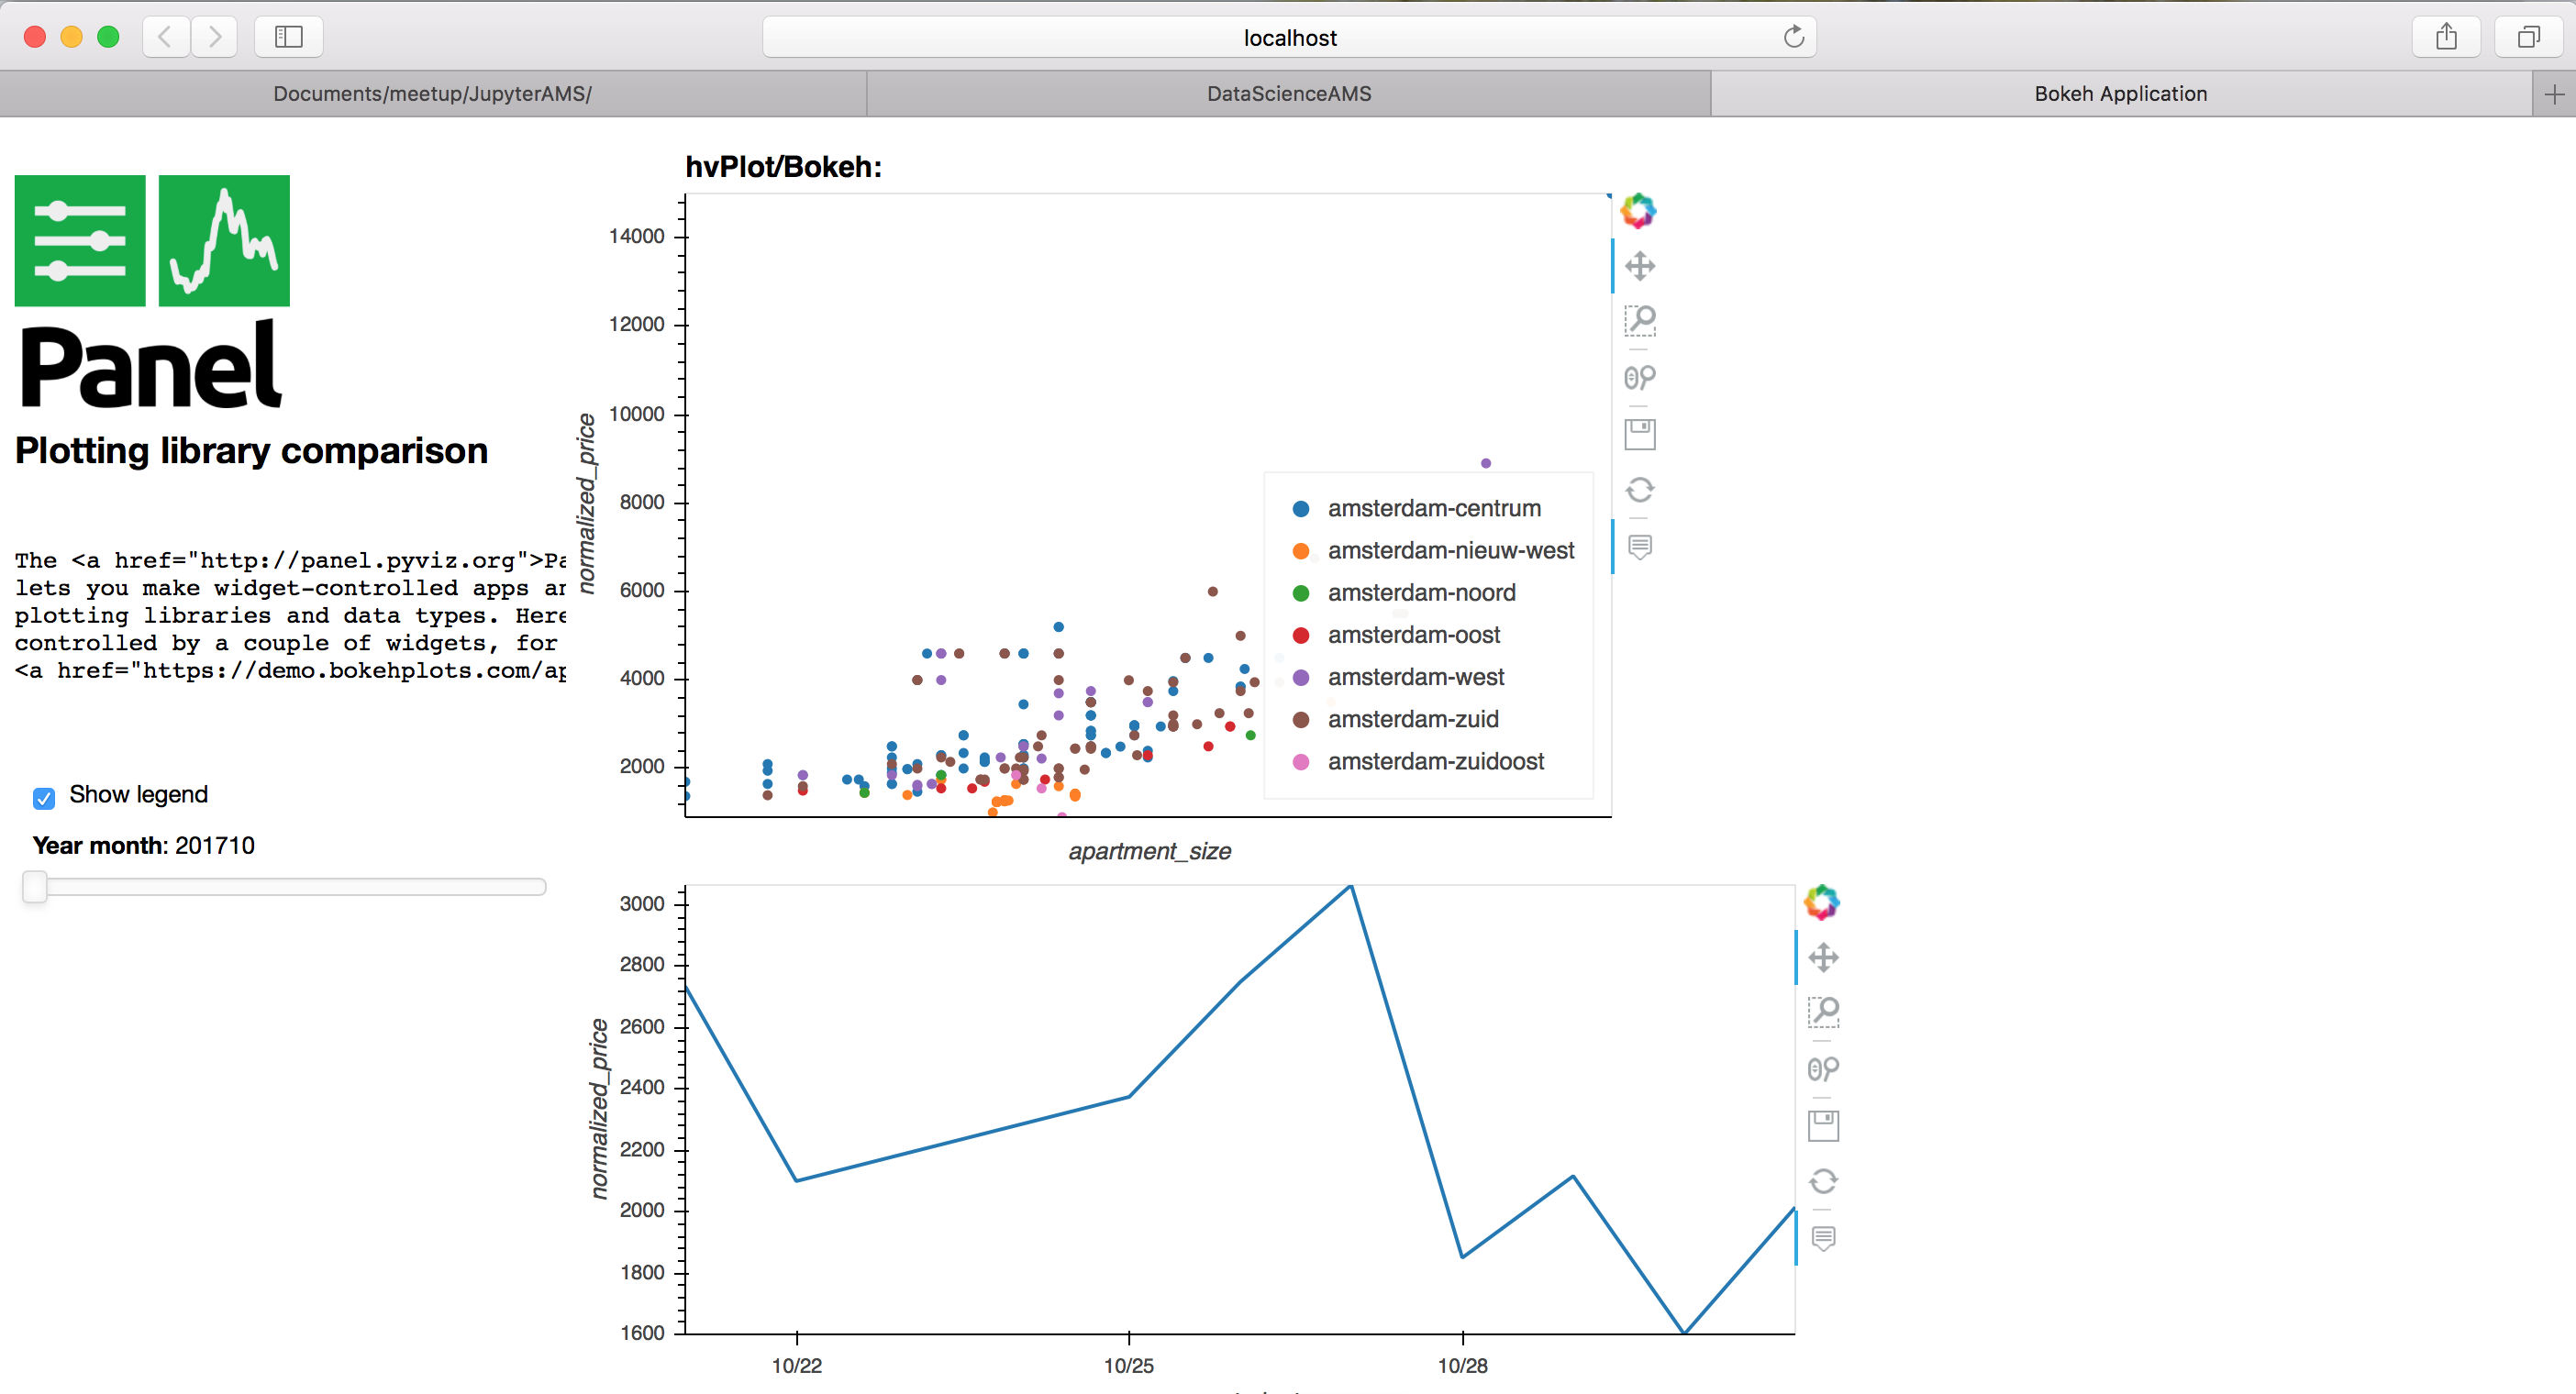 localhost
Documents/meetup/JupyterAMS/
DataScienceAMS
Bokeh Application
Panel
Plotting library comparison
The <a href="http://panel.pyviz.org">Pa
lets you make widget-controlled apps an
plotting libraries and data types. Here
controlled by a couple of widgets, for
<a href="https://demo.bokehplots.com/ap
Show legend
Year month: 201710
hvPlot/Bokeh:
14000
12000
10000
8000
6000
4000
2000
normalized_price
amsterdam-centrum
amsterdam-nieuw-west
amsterdam-noord
amsterdam-oost
amsterdam-west
amsterdam-zuid
amsterdam-zuidoost
apartment_size
3000
2800
2600
2400
2200
2000
1800
1600
normalized_price
10/22
10/25
10/28